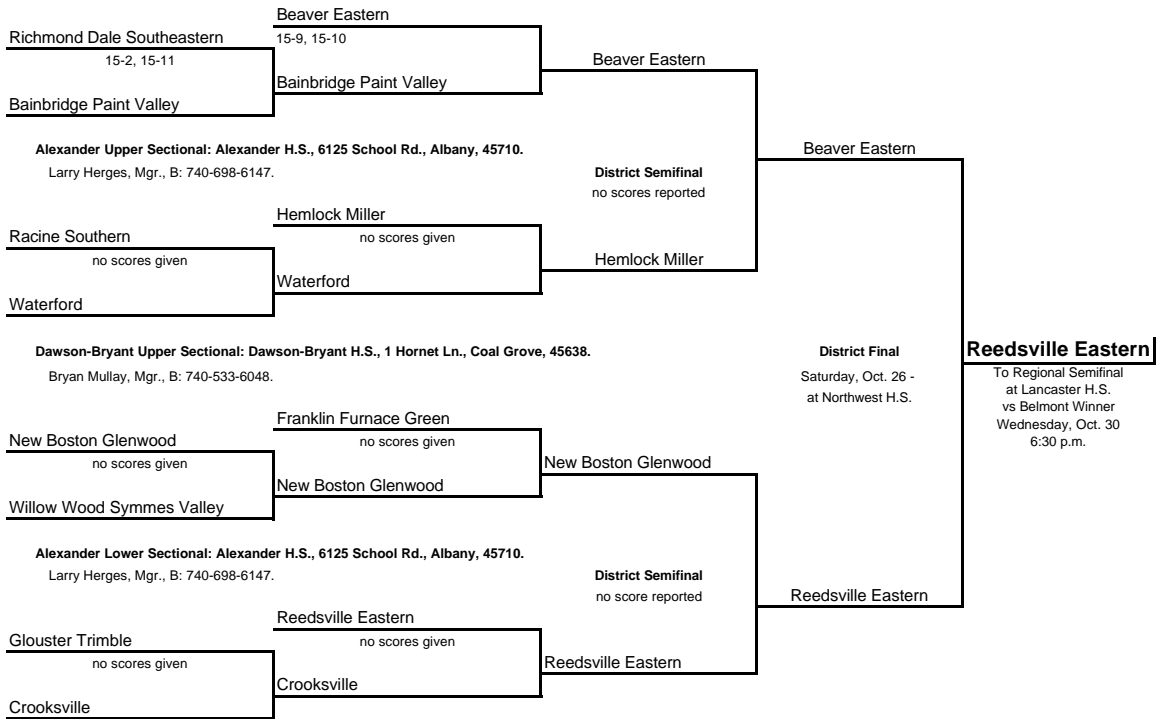 Beaver Eastern
Richmond Dale Southeastern
15-9, 15-10
15-2, 15-11
Beaver Eastern
Bainbridge Paint Valley
Bainbridge Paint Valley
Alexander Upper Sectional: Alexander H.S., 6125 School Rd., Albany, 45710.
Beaver Eastern
Larry Herges, Mgr., B: 740-698-6147.
District Semifinal
no scores reported
Hemlock Miller
Racine Southern
no scores given
no scores given
Hemlock Miller
Waterford
Waterford
Dawson-Bryant Upper Sectional: Dawson-Bryant H.S., 1 Hornet Ln., Coal Grove, 45638.
District Final
Reedsville Eastern
Bryan Mullay, Mgr., B: 740-533-6048.
Saturday, Oct. 26 -
at Northwest H.S.
To Regional Semifinal
at Lancaster H.S.
vs Belmont Winner
Wednesday, Oct. 30
6:30 p.m.
Franklin Furnace Green
New Boston Glenwood
no scores given
no scores given
New Boston Glenwood
New Boston Glenwood
Willow Wood Symmes Valley
Alexander Lower Sectional: Alexander H.S., 6125 School Rd., Albany, 45710.
Larry Herges, Mgr., B: 740-698-6147.
District Semifinal
no score reported
Reedsville Eastern
Reedsville Eastern
Glouster Trimble
no scores given
no scores given
Reedsville Eastern
Crooksville
Crooksville